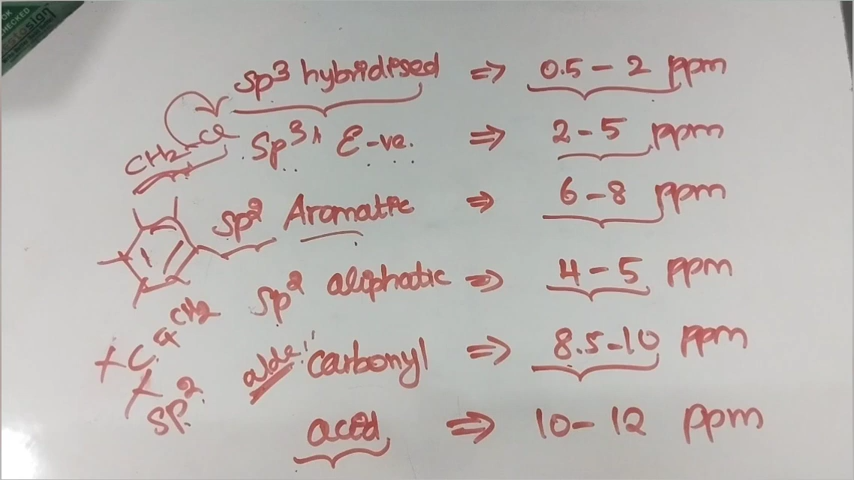 Sp3 hybridised ⇒ 0.5 - 2 ppm
CH2-Cl Sp3 E-ve. ⇒ 2-5 ppm
Sp2 Aromatic ⇒ 6-8 ppm
Sp2 aliphatic ⇒ 4-5 ppm
CH2
alde carbonyl ⇒ 8.5-10 ppm
SP2
acid ⇒ 10-12 ppm